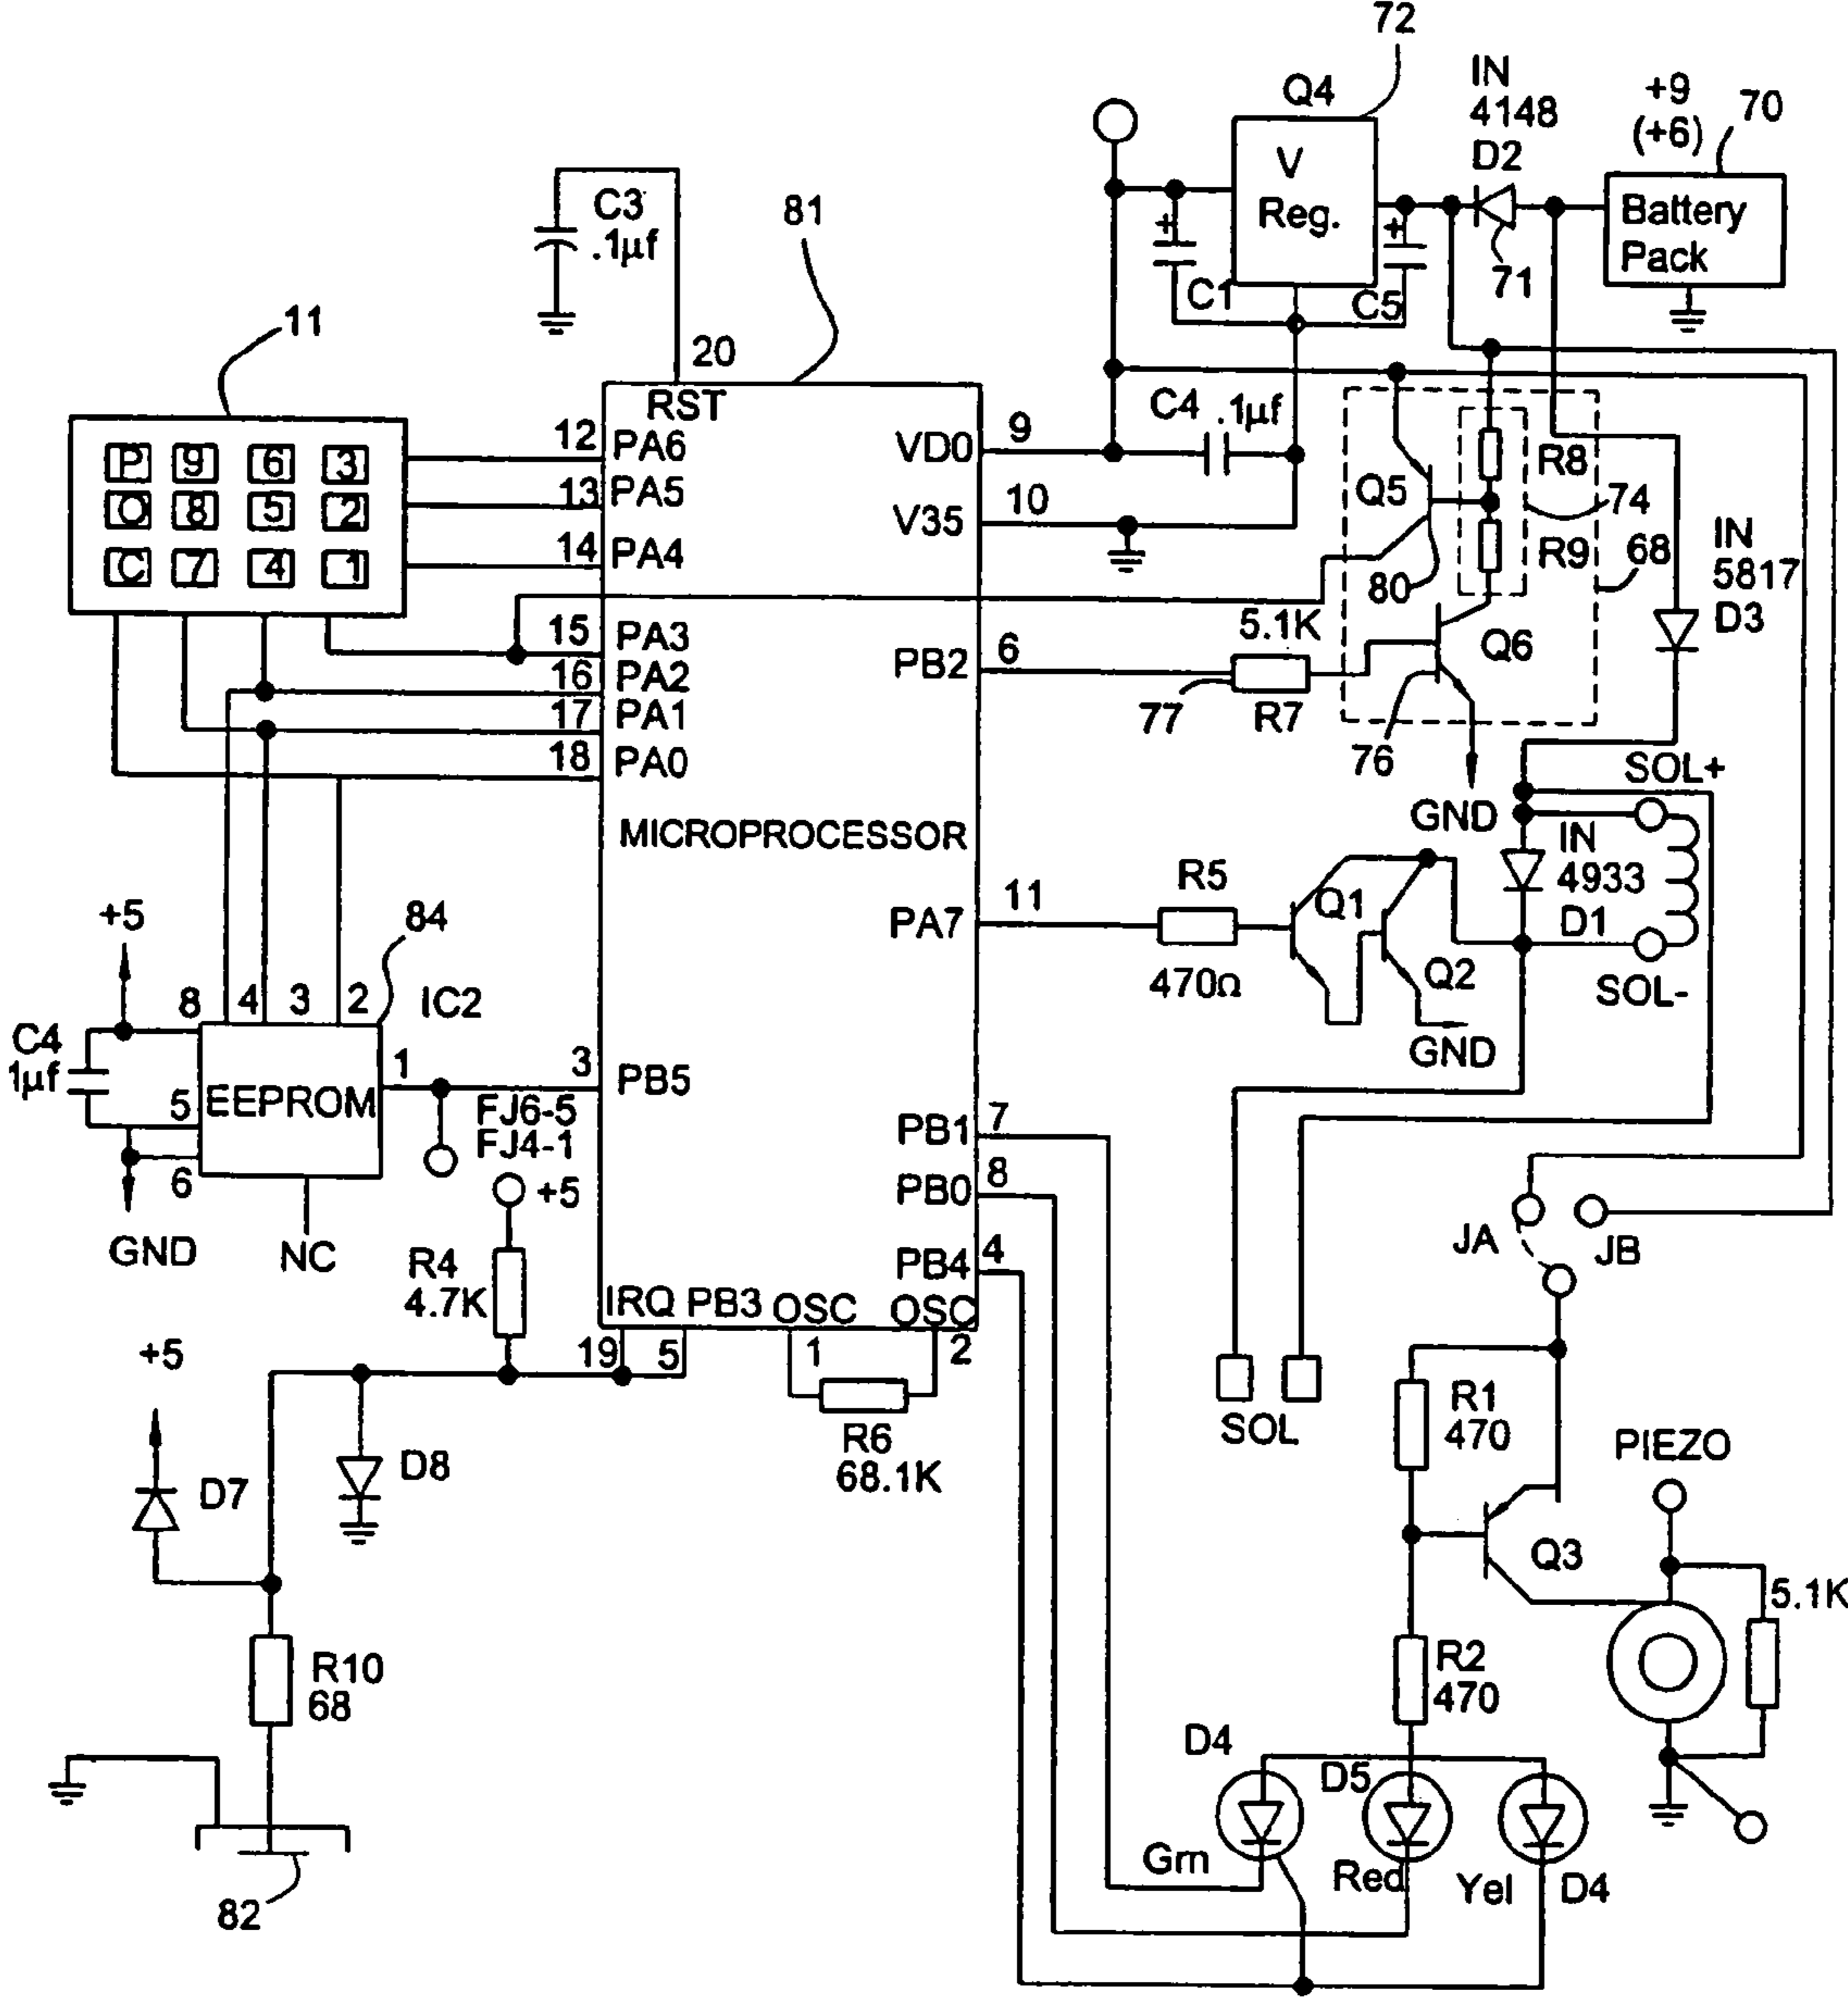 72
Q4
IN
4148
D2
+9
(+6)
70
V
Reg.
Battery
Pack
+
C1
+
C5
71
C3
.1µf
81
20
11
RST
P 9 6 3
O 8 5 2
C 7 4 1
12
PA6
13
PA5
14
PA4
15
PA3
16
PA2
17
PA1
18
PA0
VD0
9
C4
.1µf
V35
10
Q5
R8
74
R9
68
80
IN
5817
D3
PB2
6
5.1K
77
R7
Q6
76
GND
SOL+
MICROPROCESSOR
IN
4933
D1
SOL-
PA7
11
R5
470Ω
Q1
Q2
GND
+5
84
8
4
3
2
IC2
C4
1µf
EEPROM
1
5
6
3
PB5
FJ6-5
FJ4-1
+5
GND
NC
PB1
7
PB0
8
PB4
4
R4
4.7K
IRQ
PB3
OSC
OSC
19
5
1
2
R6
68.1K
JA
JB
SOL
R1
470
PIEZO
+5
D7
D8
Q3
5.1K
R10
68
R2
470
82
D4
D5
Grn
Red
Yel
D4